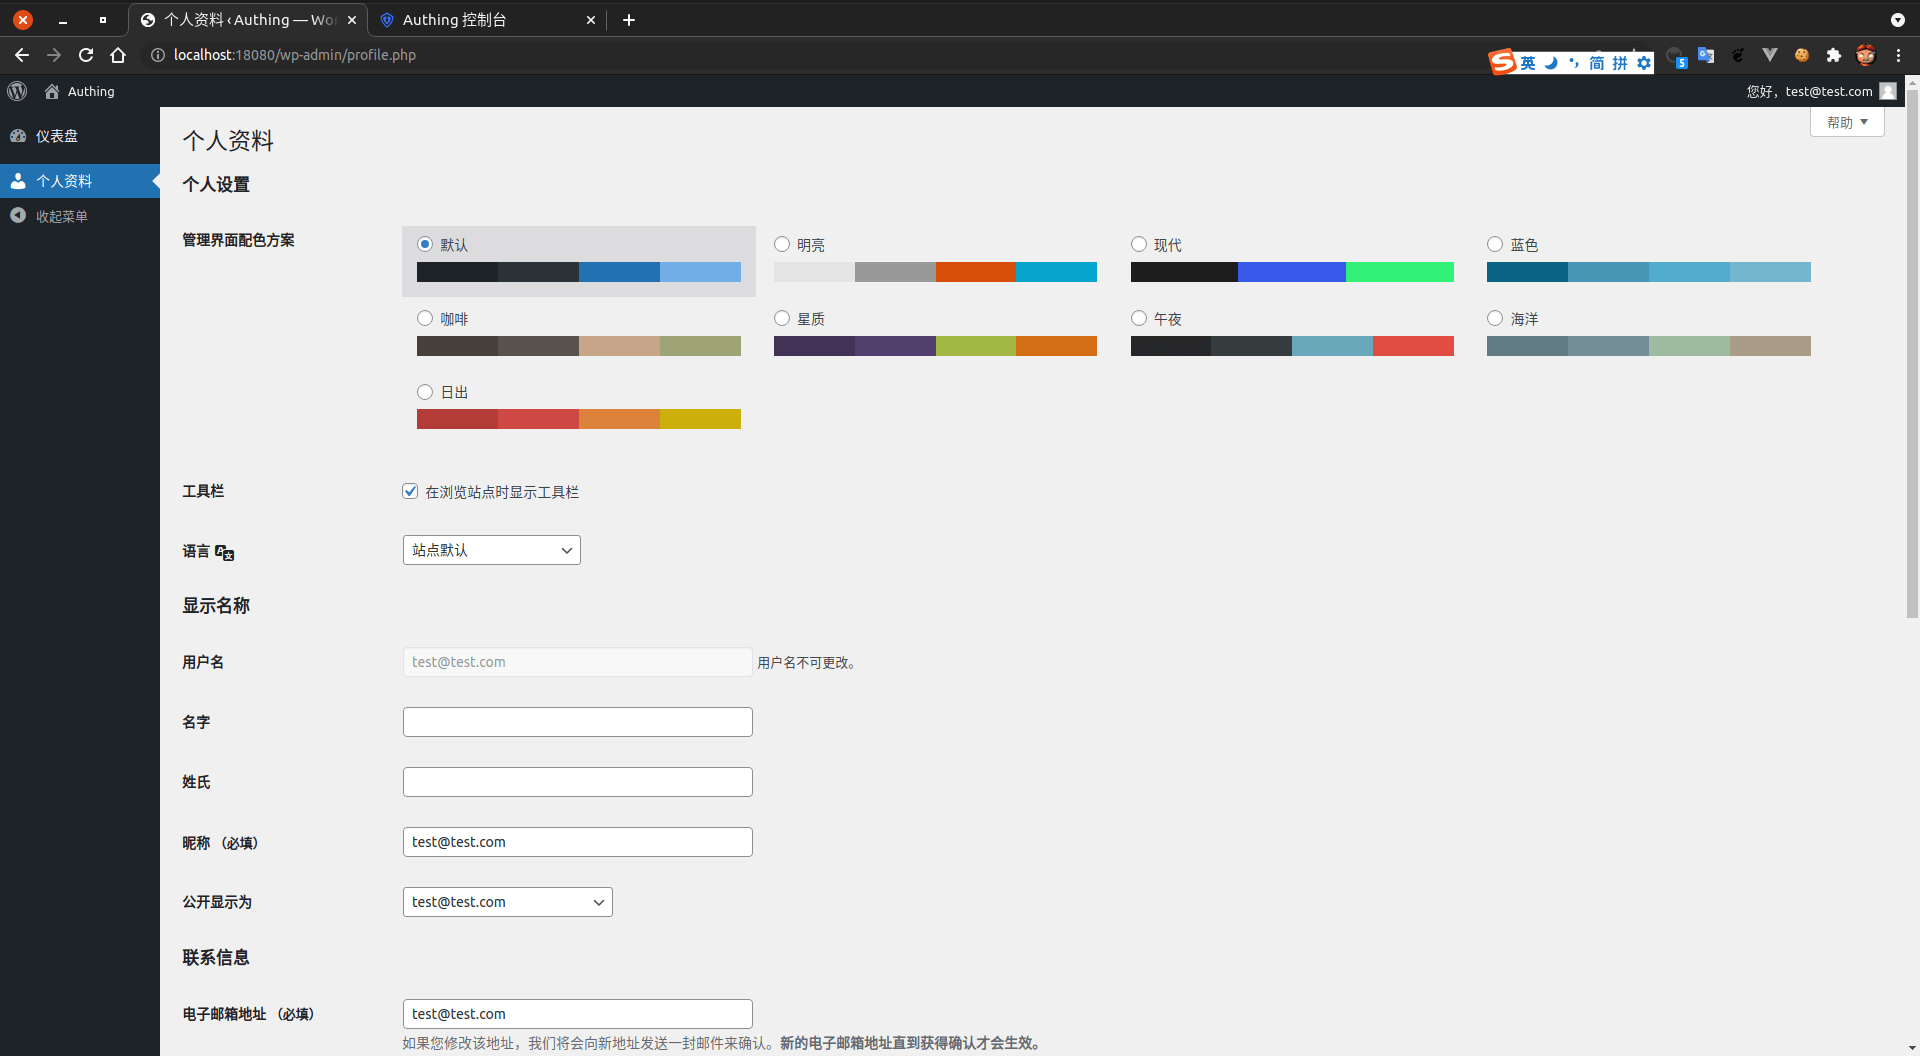 个人资料 ‹ Authing — Wo
Authing 控制台
localhost:18080/wp-admin/profile.php
英 简 拼
5
Authing
您好，test@test.com
仪表盘
个人资料
收起菜单
帮助
个人资料
个人设置
管理界面配色方案
默认
明亮
现代
蓝色
咖啡
星质
午夜
海洋
日出
工具栏
在浏览站点时显示工具栏
语言
站点默认
显示名称
用户名
test@test.com
用户名不可更改。
名字
姓氏
昵称 （必填）
test@test.com
公开显示为
test@test.com
联系信息
电子邮箱地址 （必填）
test@test.com
如果您修改该地址，我们将会向新地址发送一封邮件来确认。新的电子邮箱地址直到获得确认才会生效。